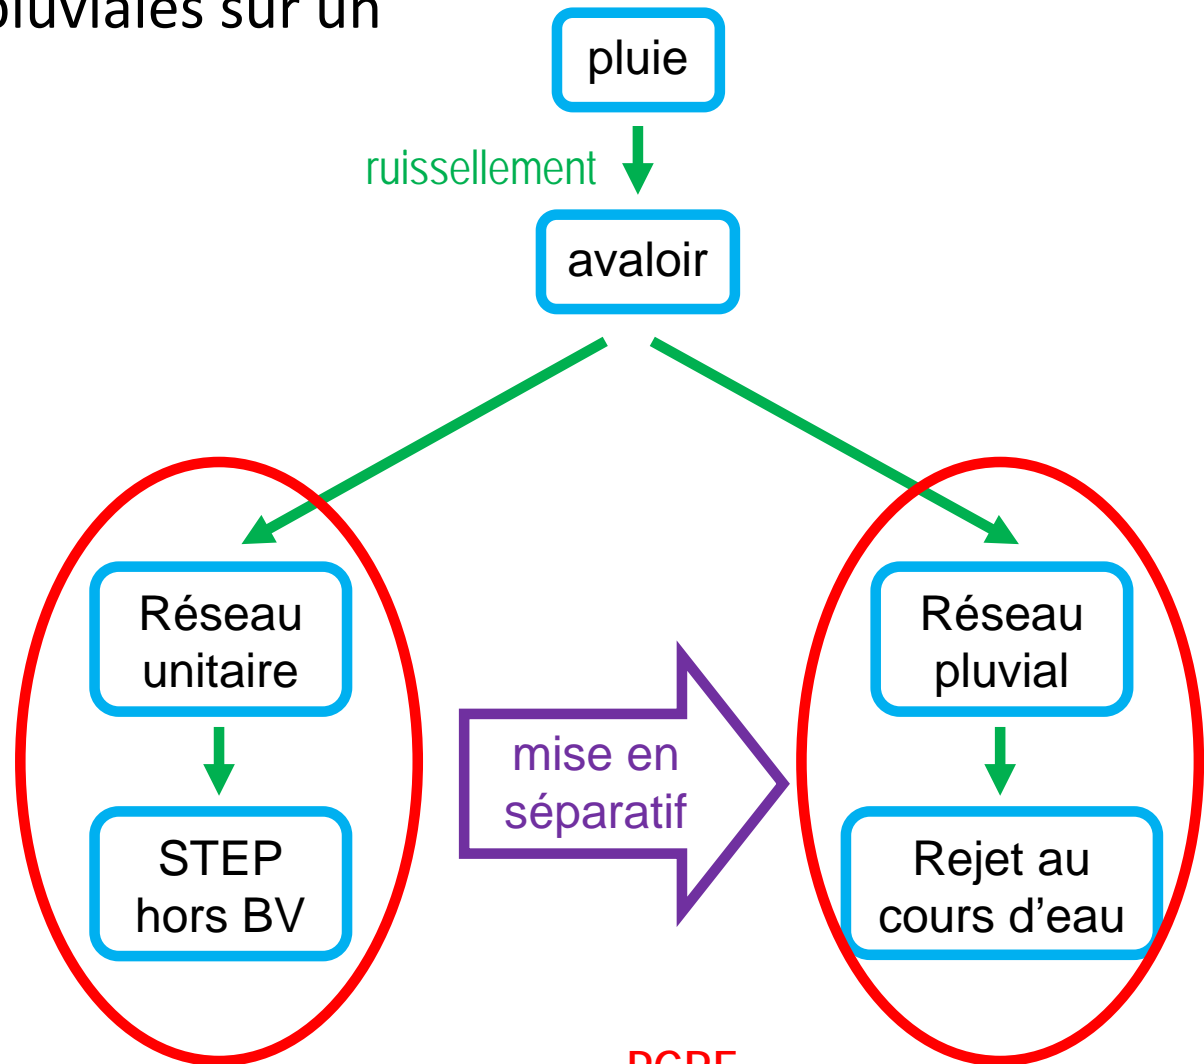 pluviales sur un
pluie
ruissellement
avaloir
Réseau
unitaire
Réseau
pluvial
mise en
séparatif
STEP
hors BV
Rejet au
cours d'eau